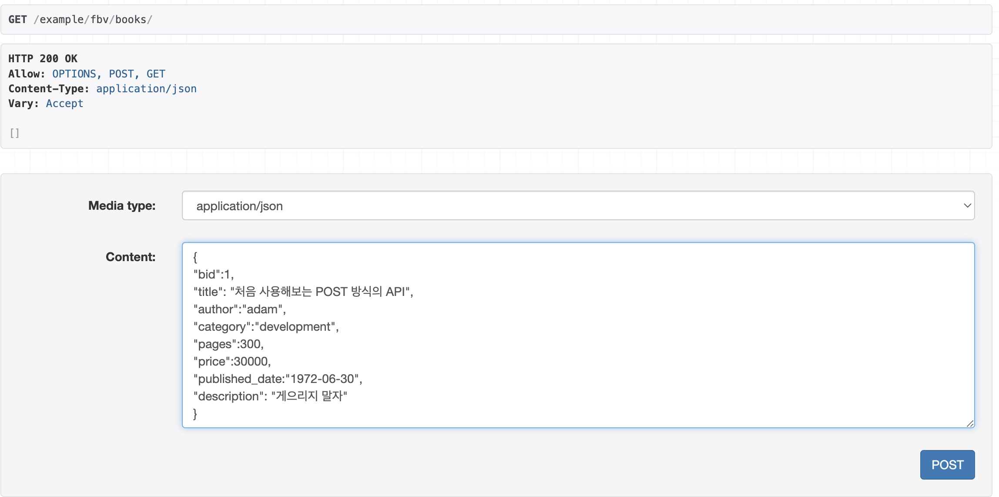 GET /example/fbv/books/
HTTP 200 OK
Allow: OPTIONS, POST, GET
Content-Type: application/json
Vary: Accept
[]
Media type:
application/json
Content:
{
"bid":1,
"title": "처음 사용해보는 POST 방식의 API",
"author":"adam",
"category":"development",
"pages":300,
"price":30000,
"published_date:"1972-06-30",
"description": "게으리지 말자"
}
POST